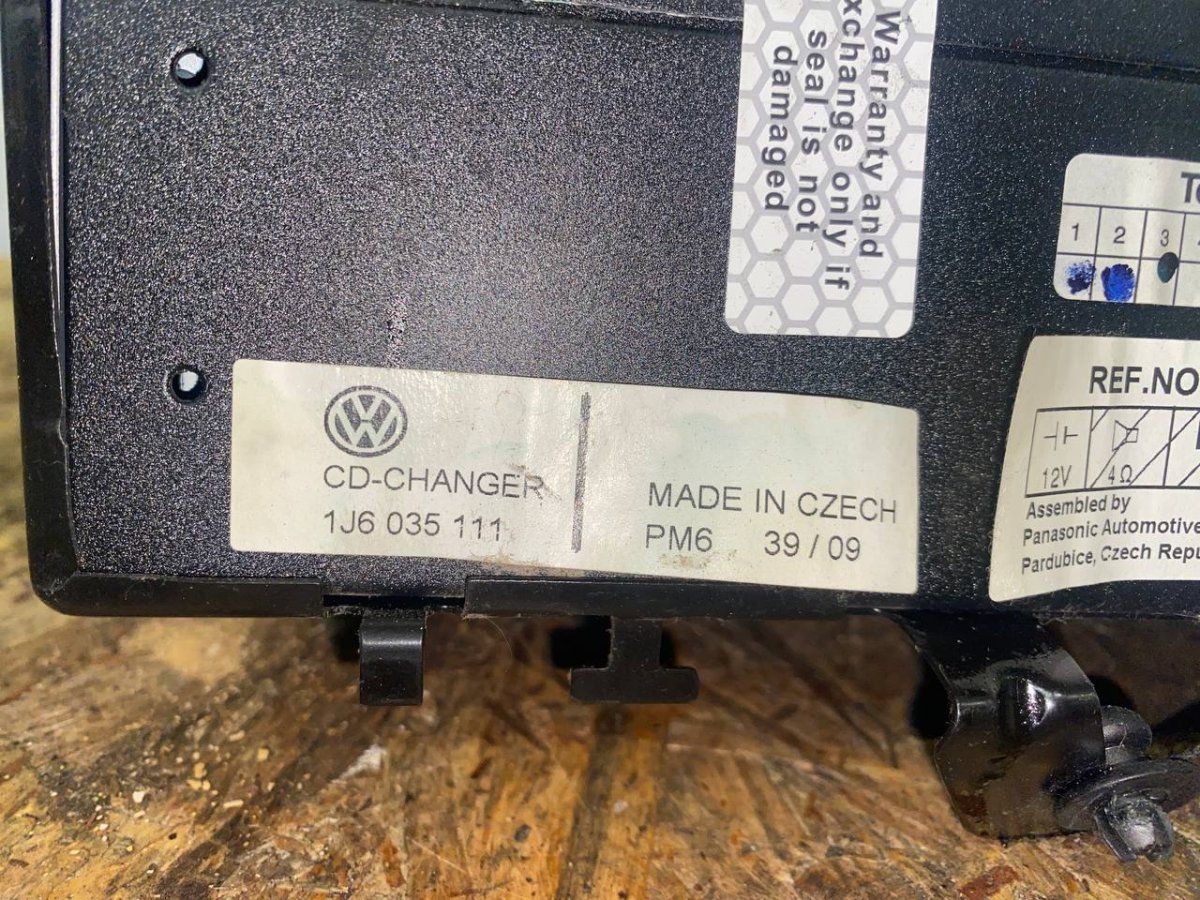 Warranty and
xchange only if
seal is not
damaged
1 2 3
REF.NO
12V 4Ω
Assembled by
Panasonic Automotive
Pardubice, Czech Repu
VW
CD-CHANGER
1J6 035 111
MADE IN CZECH
PM6 39 / 09